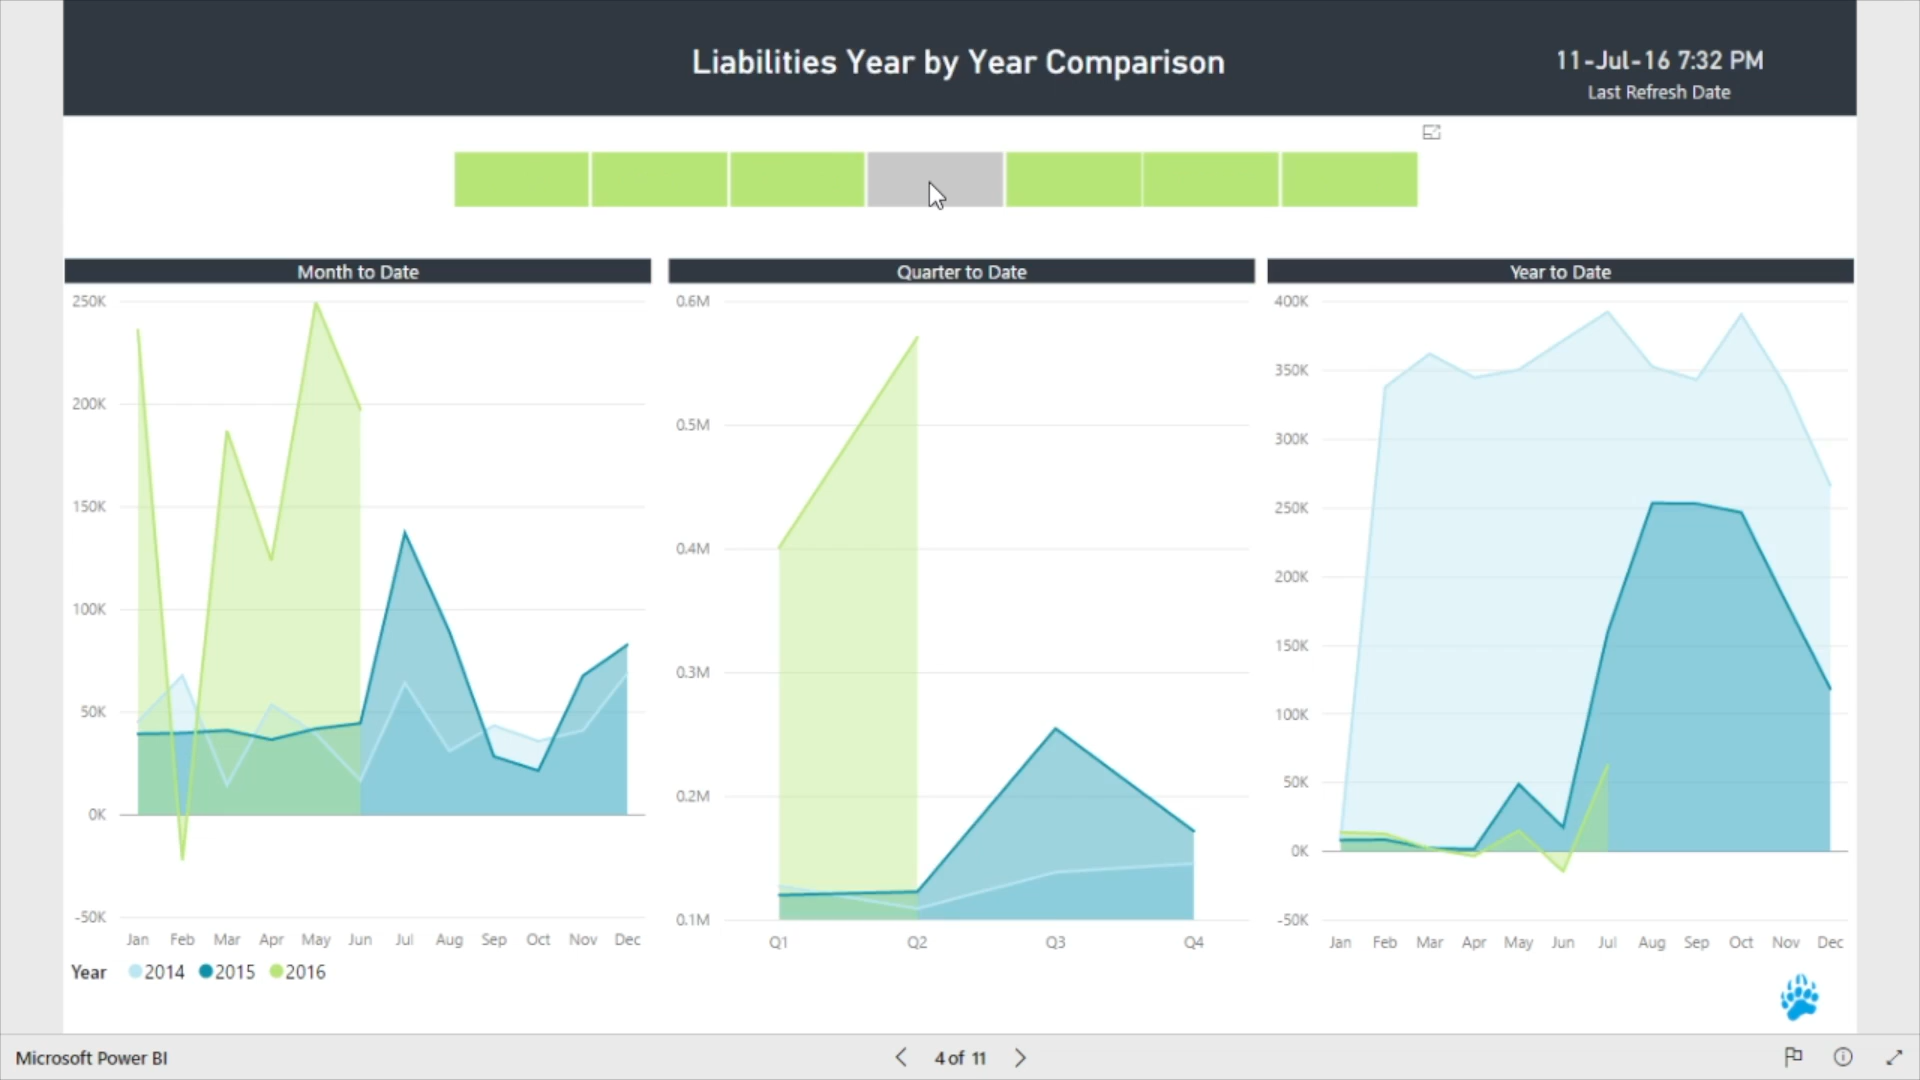 Liabilities Year by Year Comparison
11-Jul-16 7:32 PM
Last Refresh Date
Month to Date
250K
200K
150K
100K
50K
0K
-50K
Jan Feb Mar Apr May Jun Jul Aug Sep Oct Nov Dec
Year 2014 2015 2016
Quarter to Date
0.6M
0.5M
0.4M
0.3M
0.2M
0.1M
Q1 Q2 Q3 Q4
Year to Date
400K
350K
300K
250K
200K
150K
100K
50K
0K
-50K
Jan Feb Mar Apr May Jun Jul Aug Sep Oct Nov Dec
Microsoft Power BI
4 of 11